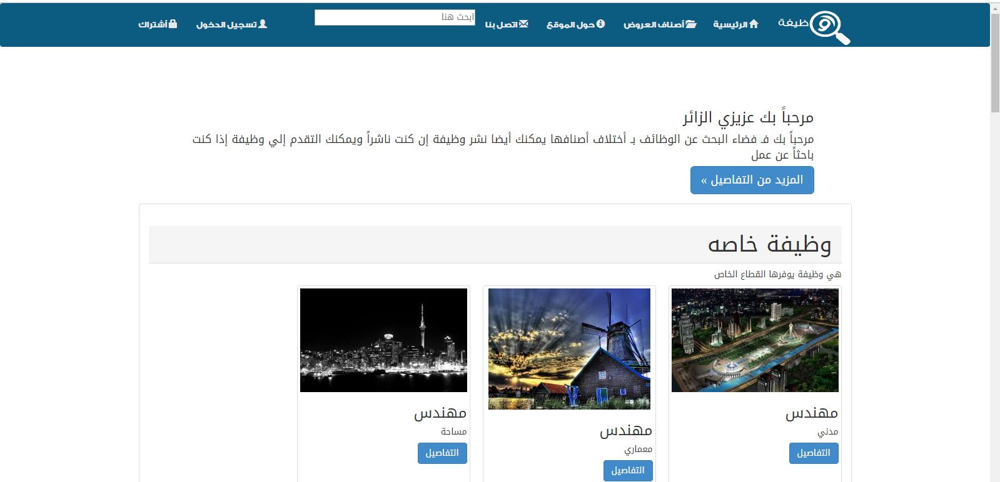 وظيفة
الرئيسية
أصناف العروض
حول الموقع
اتصل بنا
ابحث هنا
تسجيل الدخول
أشتراك
مرحباً بك عزيزي الزائر
مرحباً بك فـ فضاء البحث عن الوظائف بـ أختلاف أصنافها يمكنك أيضا نشر وظيفة إن كنت ناشراً ويمكنك التقدم إلي وظيفة إذا كنت
باحثاً عن عمل
المزيد من التفاصيل »
وظيفة خاصه
هي وظيفة يوفرها القطاع الخاص
مهندس
مدني
التفاصيل
مهندس
معماري
التفاصيل
مهندس
مساحة
التفاصيل